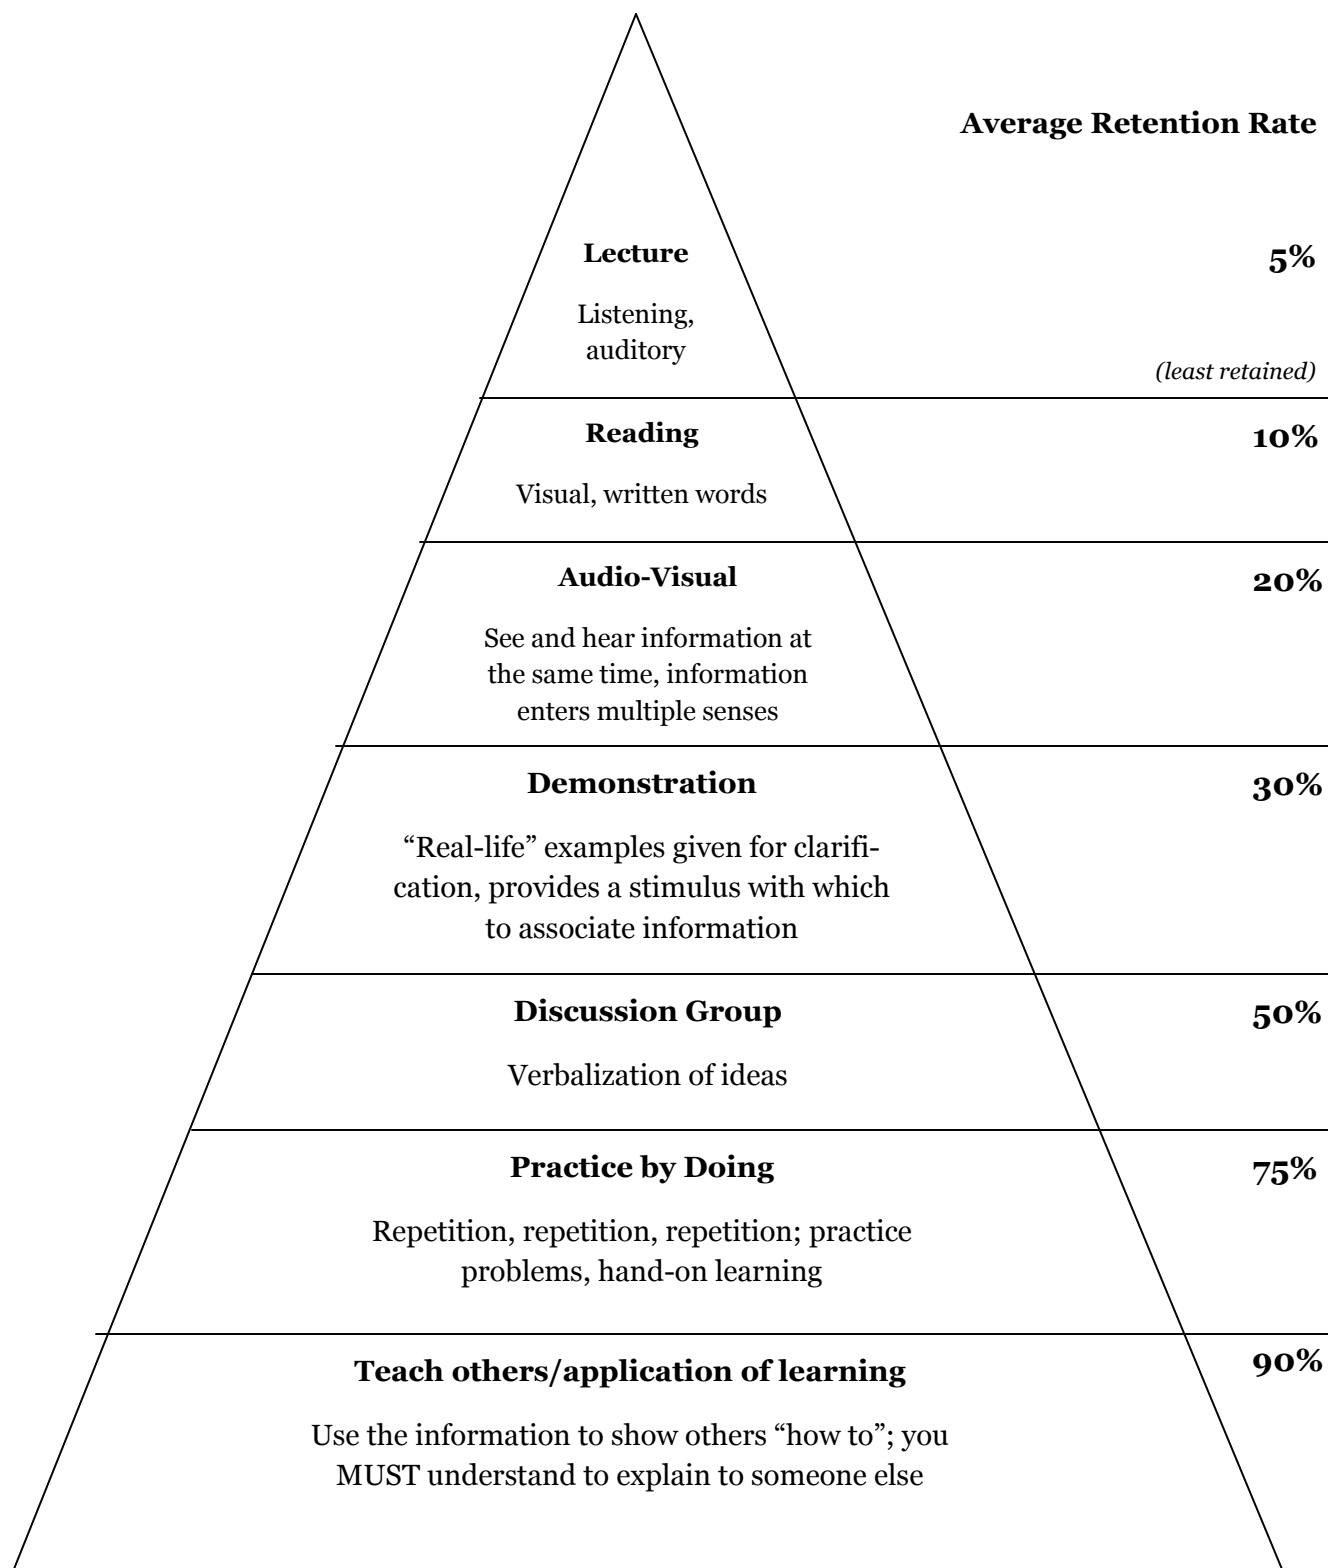 Average Retention Rate
Lecture
5%
Listening,
auditory
(least retained)
Reading
10%
Visual, written words
Audio-Visual
20%
See and hear information at
the same time, information
enters multiple senses
Demonstration
30%
“Real-life” examples given for clarifi-
cation, provides a stimulus with which
to associate information
Discussion Group
50%
Verbalization of ideas
Practice by Doing
75%
Repetition, repetition, repetition; practice
problems, hand-on learning
Teach others/application of learning
90%
Use the information to show others “how to”; you
MUST understand to explain to someone else